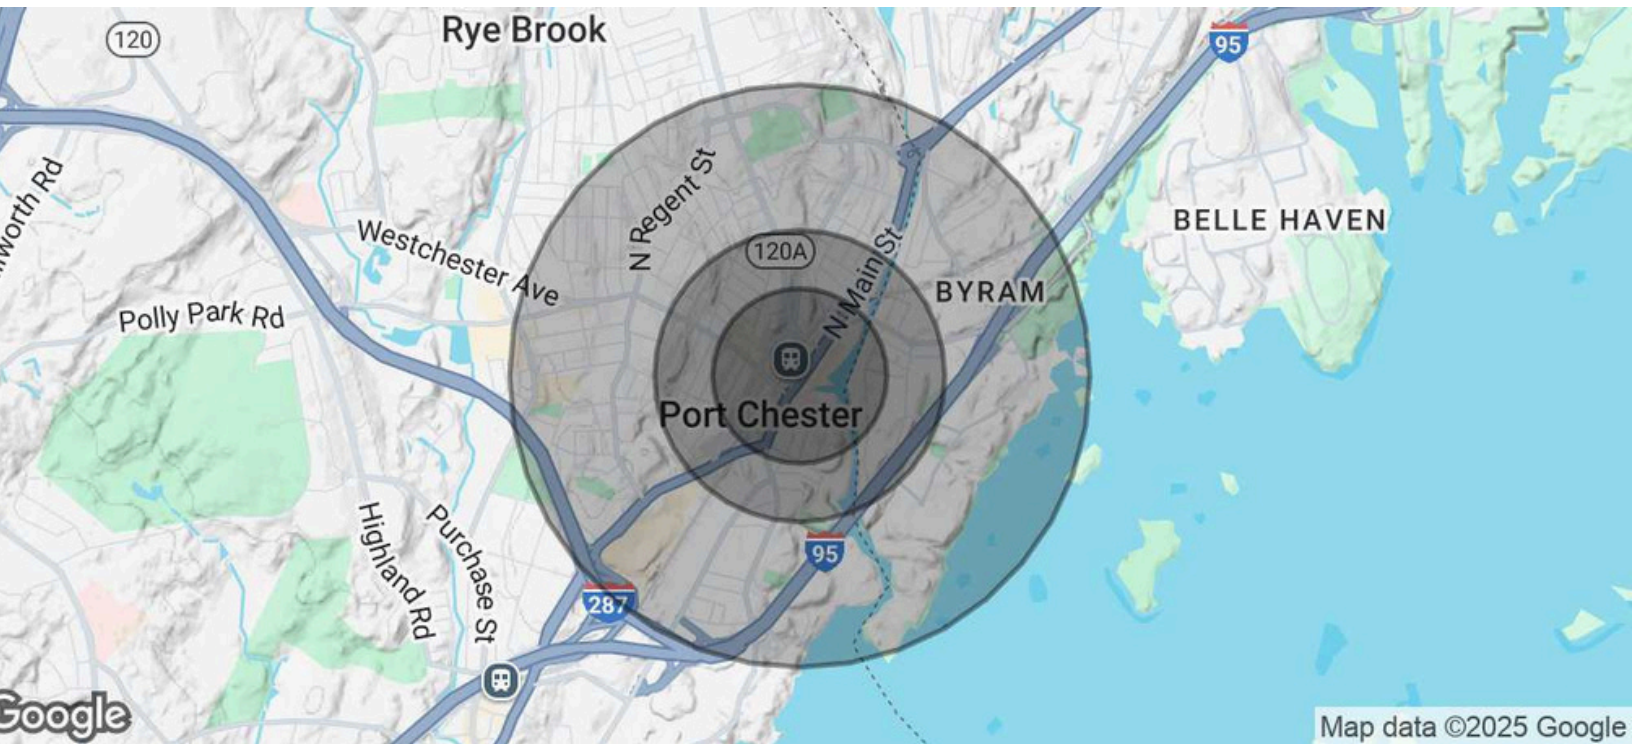 Rye Brook
120
95
N Regent St
Westchester Ave
120A
N Main St
BELLE HAVEN
BYRAM
Polly Park Rd
Port Chester
Highland Rd
Purchase St
95
287
Google
Map data ©2025 Google